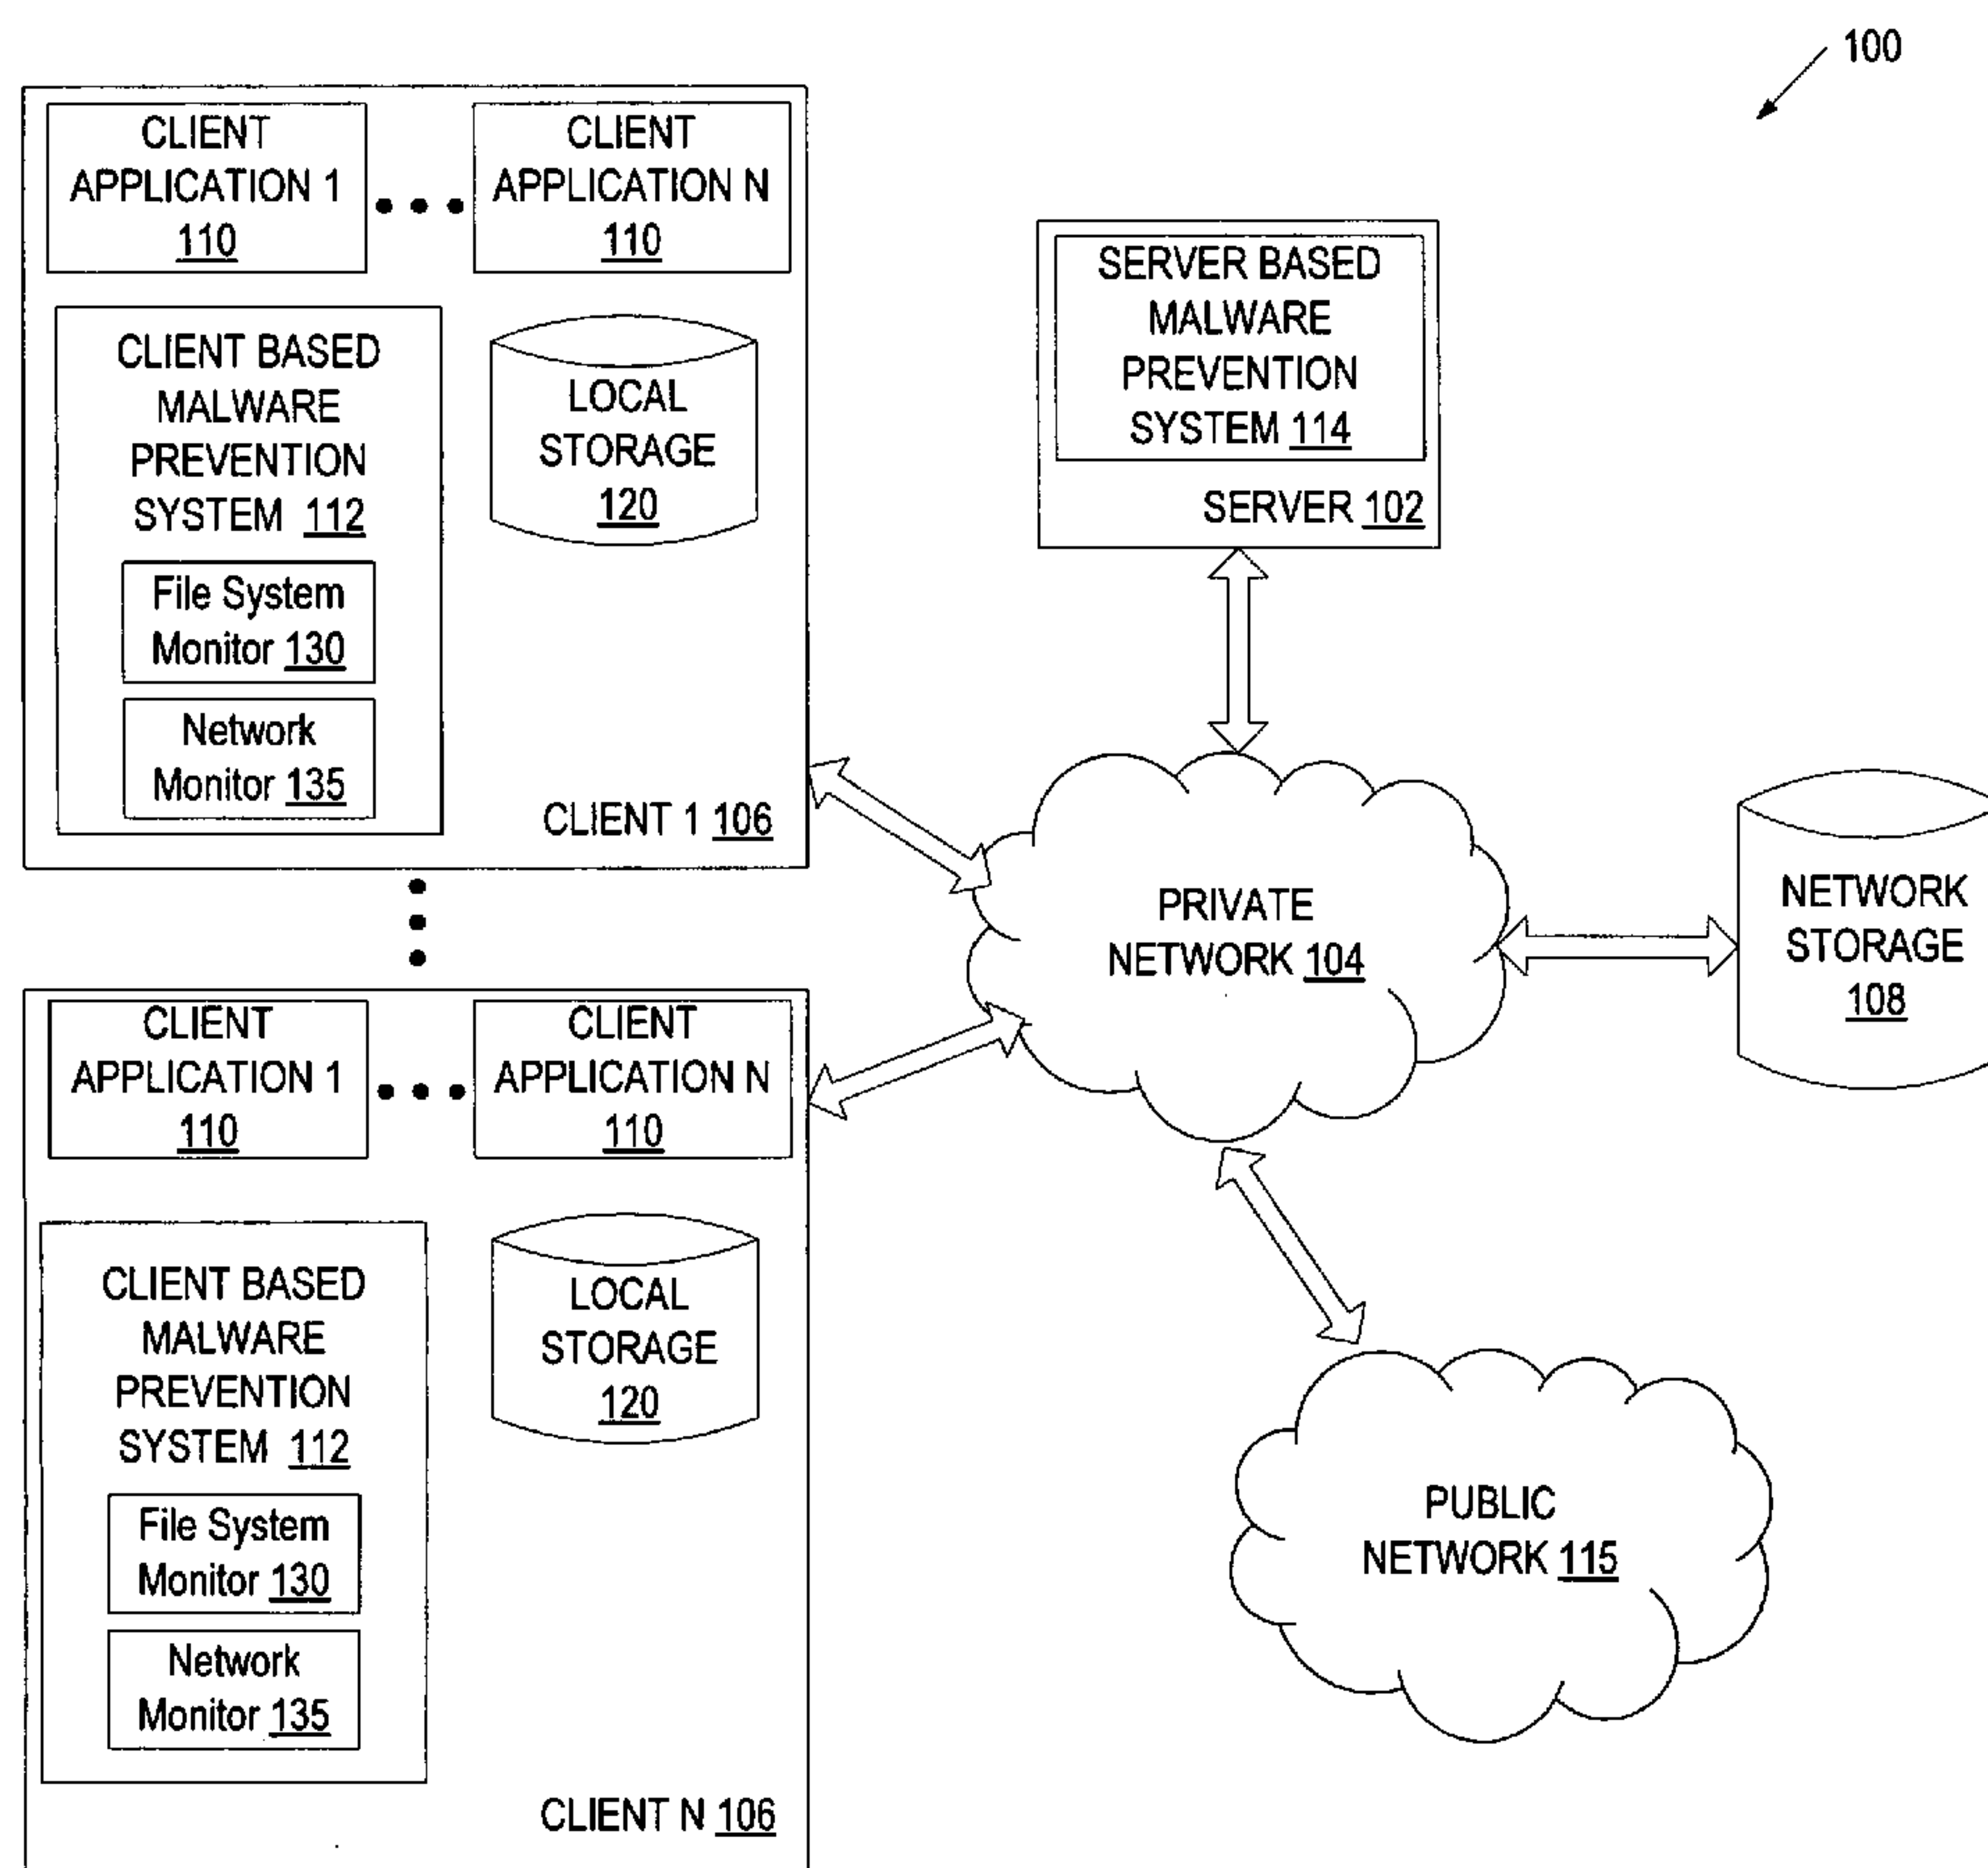 100
CLIENT
APPLICATION 1
110
CLIENT
APPLICATION N
110
CLIENT BASED
MALWARE
PREVENTION
SYSTEM 112
File System
Monitor 130
Network
Monitor 135
LOCAL
STORAGE
120
CLIENT 1 106
SERVER BASED
MALWARE
PREVENTION
SYSTEM 114
SERVER 102
PRIVATE
NETWORK 104
NETWORK
STORAGE
108
CLIENT
APPLICATION 1
110
CLIENT
APPLICATION N
110
CLIENT BASED
MALWARE
PREVENTION
SYSTEM 112
File System
Monitor 130
Network
Monitor 135
LOCAL
STORAGE
120
CLIENT N 106
PUBLIC
NETWORK 115